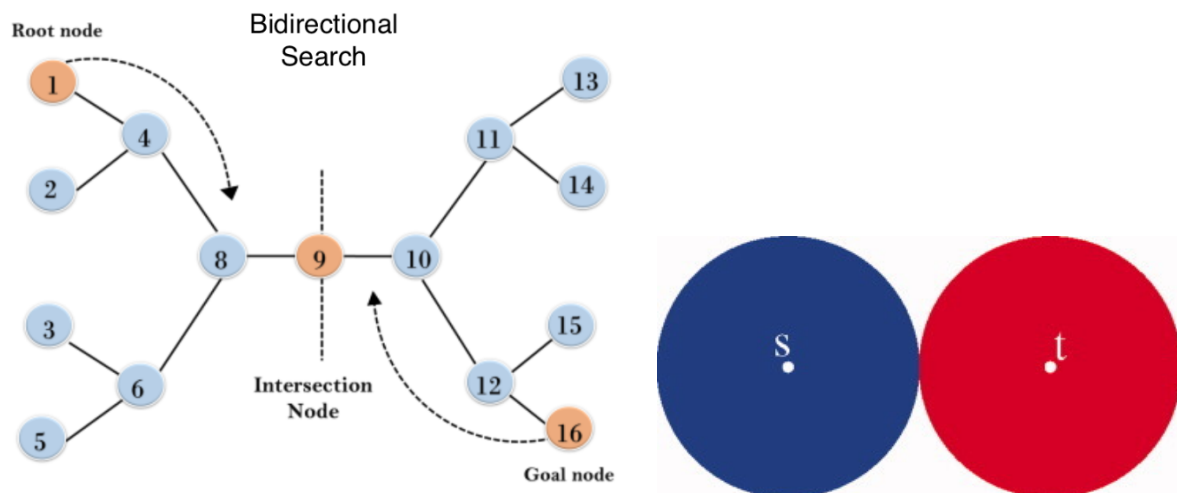 Root node
Bidirectional
Search
1
13
4
11
2
14
8
9
10
3
15
6
12
Intersection
Node
5
16
Goal node
s
t